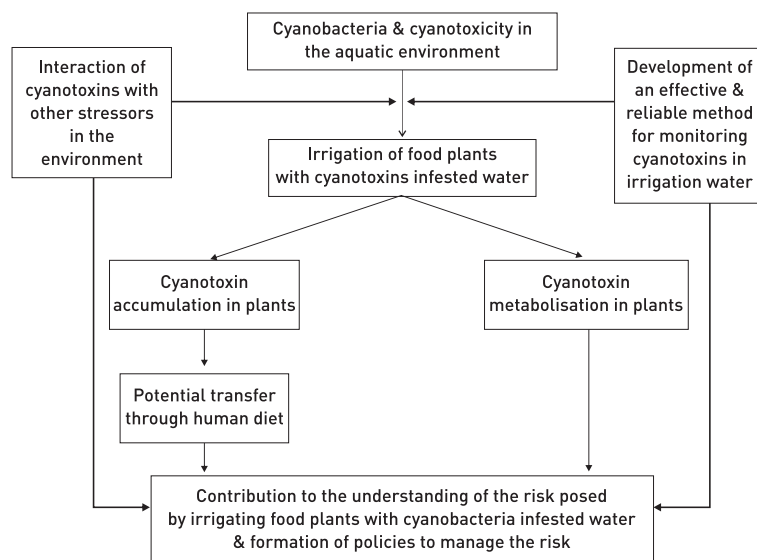 Cyanobacteria & cyanotoxicity in
the aquatic environment
Interaction of
cyanotoxins with
other stressors
in the
environment
Development of
an effective &
reliable method
for monitoring
cyanotoxins in
irrigation water
Irrigation of food plants
with cyanotoxins infested water
Cyanotoxin
accumulation in plants
Cyanotoxin
metabolisation in plants
Potential transfer
through human diet
Contribution to the understanding of the risk posed
by irrigating food plants with cyanobacteria infested water
& formation of policies to manage the risk